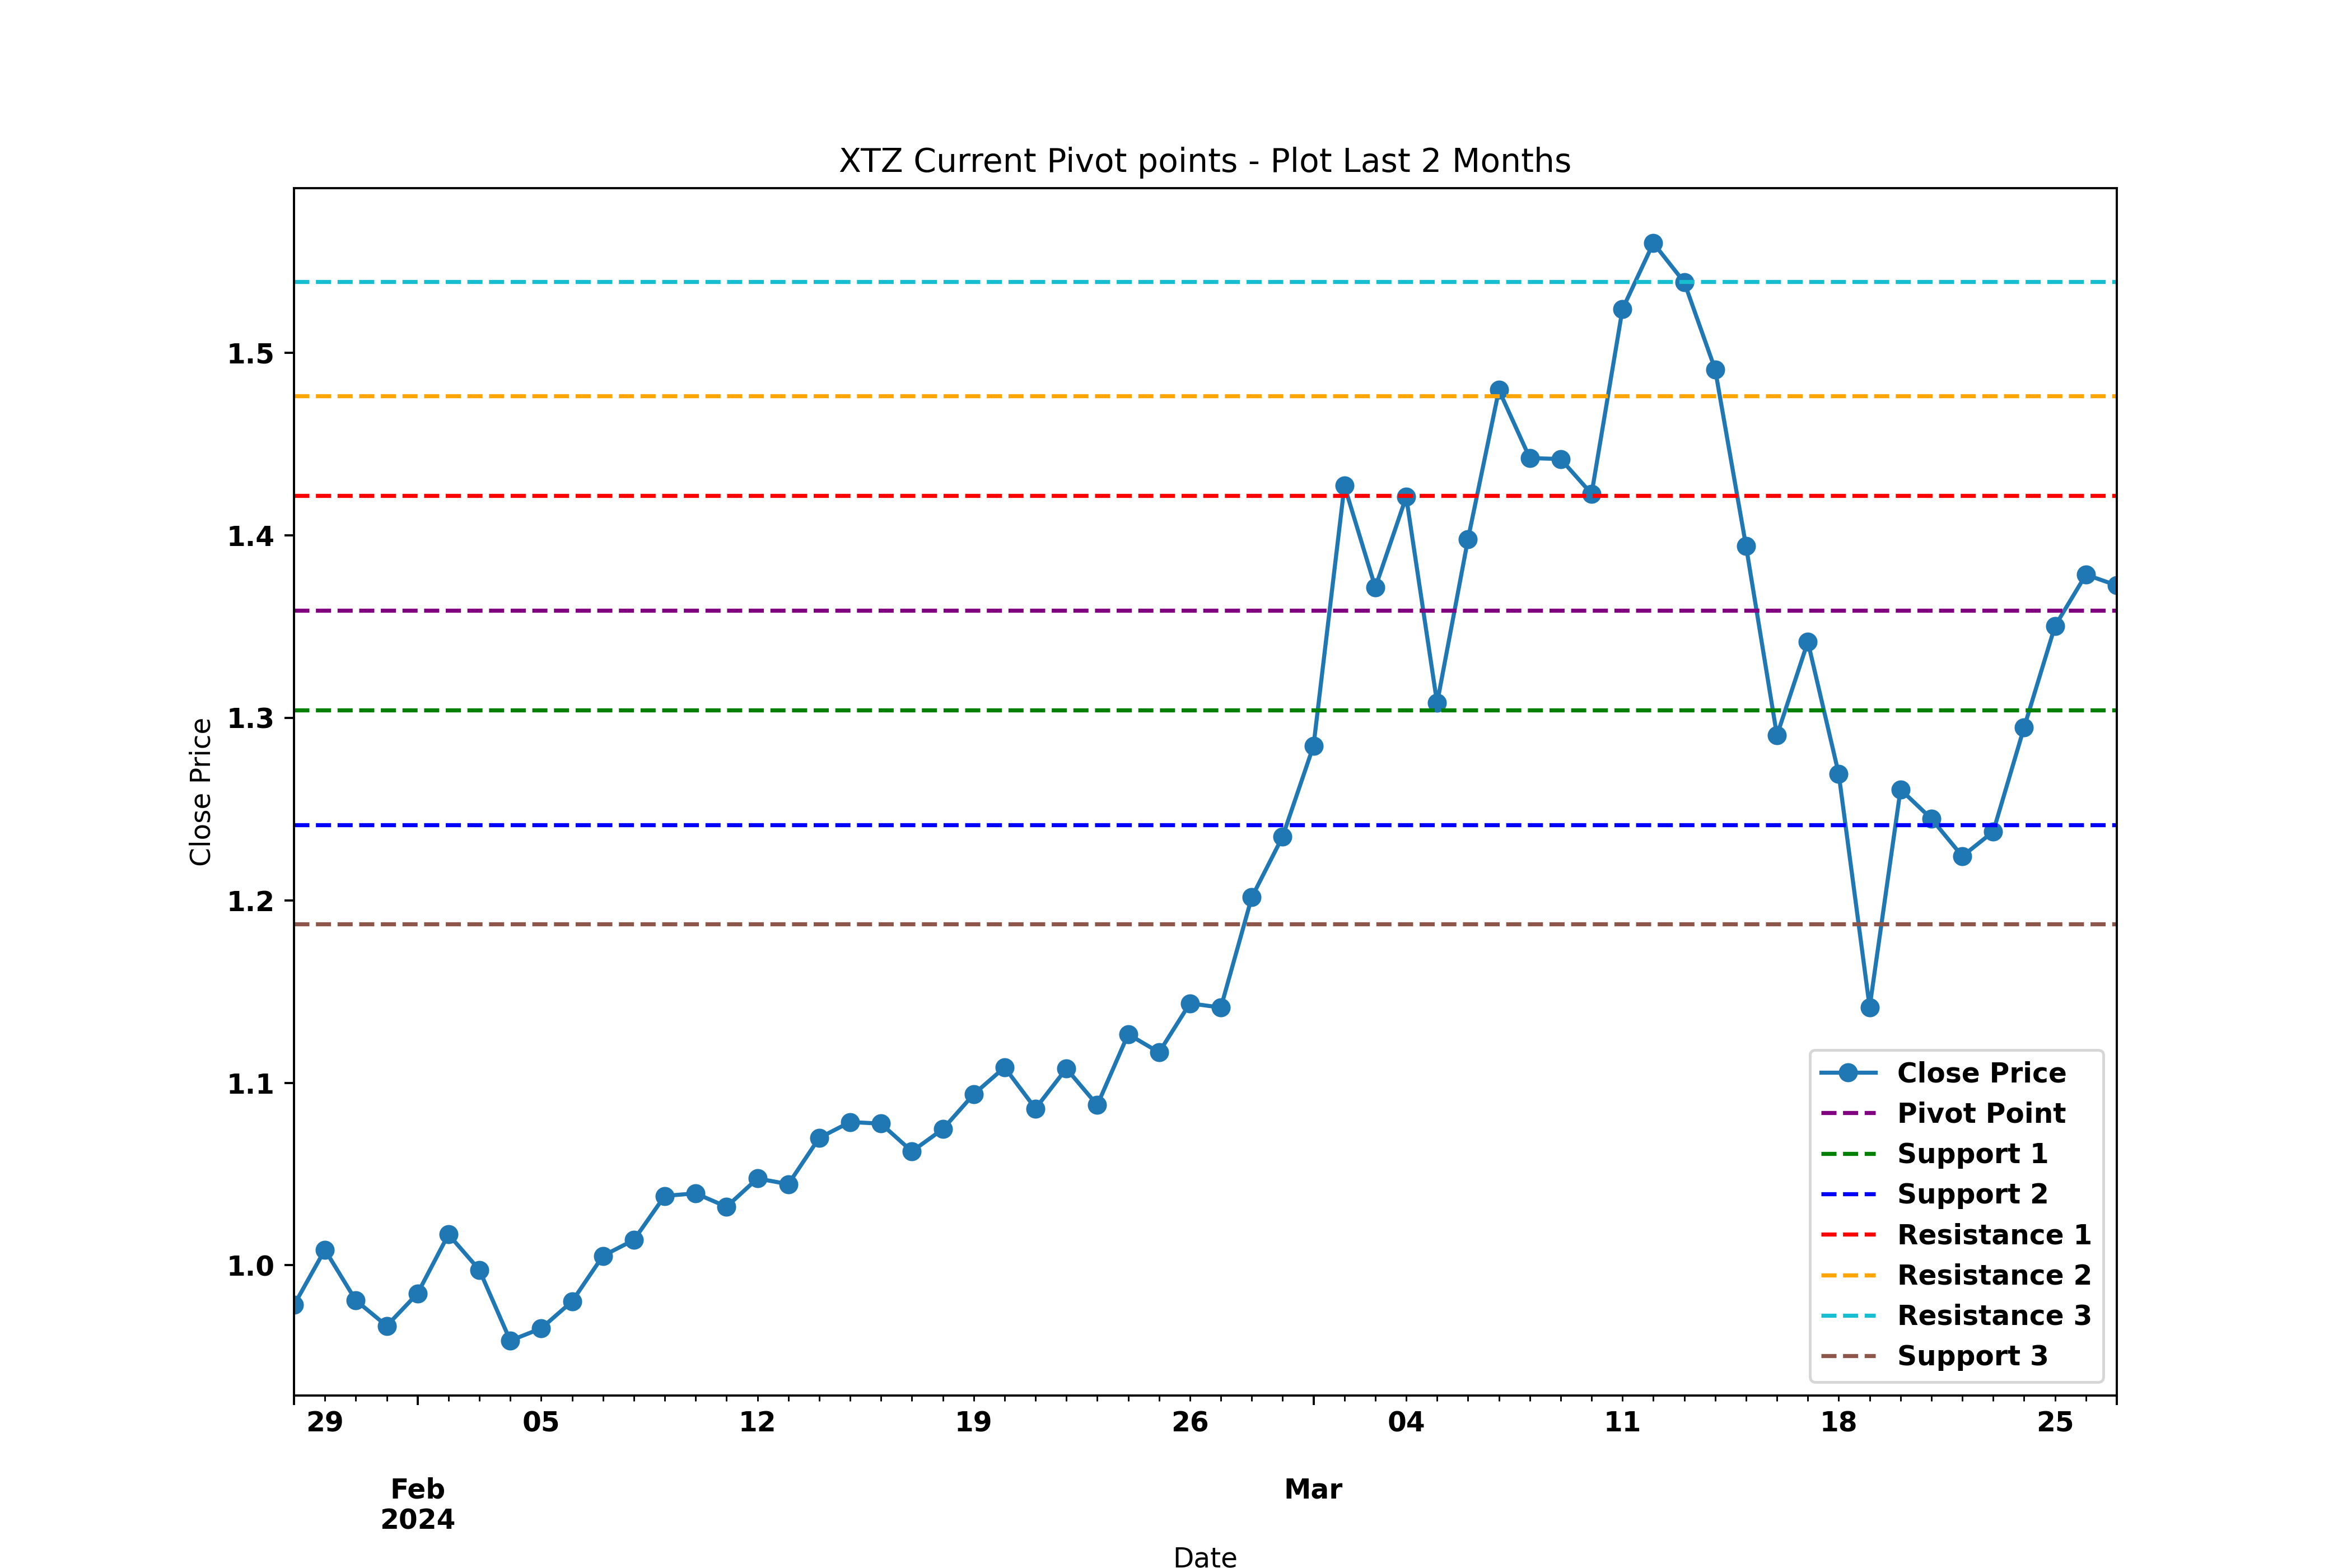 XTZ Current Pivot points - Plot Last 2 Months
Close Price
1.5
1.4
1.3
1.2
1.1
1.0
Close Price
Pivot Point
Support 1
Support 2
Resistance 1
Resistance 2
Resistance 3
Support 3
29 05 12 19 26 04 11 18 25
Feb Mar
2024
Date